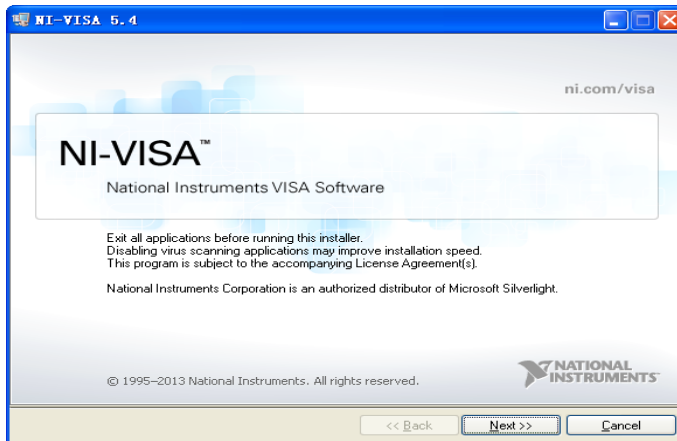 NI-VISA 5.4
ni.com/visa
NI-VISA™
National Instruments VISA Software
Exit all applications before running this installer.
Disabling virus scanning applications may improve installation speed.
This program is subject to the accompanying License Agreement(s).
National Instruments Corporation is an authorized distributor of Microsoft Silverlight.
© 1995–2013 National Instruments. All rights reserved.
NATIONAL
INSTRUMENTS™
<< Back Next >> Cancel